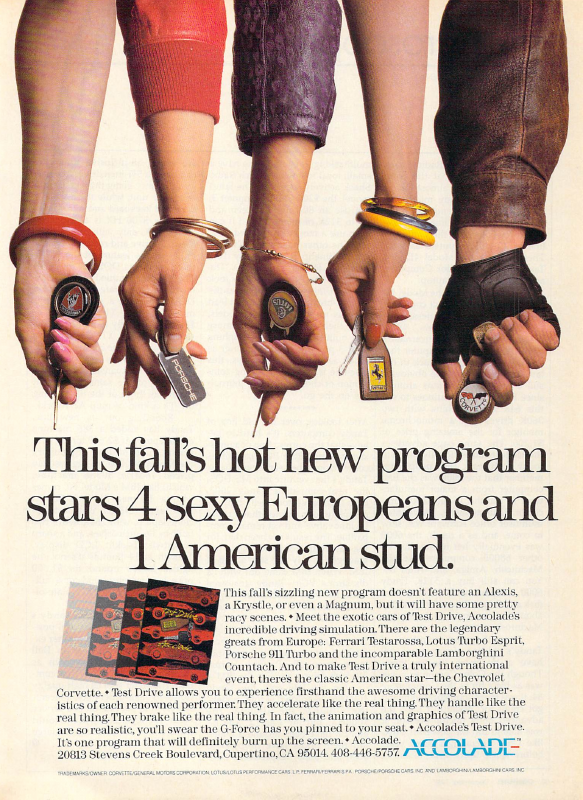 PORSCHE
LOTUS
CORVETTE
This fall's hot new program
stars 4 sexy Europeans and
1 American stud.
Test Drive
This fall's sizzling new program doesn't feature an Alexis,
a Krystle, or even a Magnum, but it will have some pretty
racy scenes. • Meet the exotic cars of Test Drive, Accolade's
incredible driving simulation. There are the legendary
greats from Europe: Ferrari Testarossa, Lotus Turbo Esprit,
Porsche 911 Turbo and the incomparable Lamborghini
Countach. And to make Test Drive a truly international
event, there's the classic American star—the Chevrolet
Corvette. • Test Drive allows you to experience firsthand the awesome driving character-
istics of each renowned performer. They accelerate like the real thing. They handle like the
real thing. They brake like the real thing. In fact, the animation and graphics of Test Drive
are so realistic, you'll swear the G-Force has you pinned to your seat. • Accolade's Test Drive.
It's one program that will definitely burn up the screen. • Accolade.
20813 Stevens Creek Boulevard, Cupertino, CA 95014. 408-446-5757. ACCOLADE™